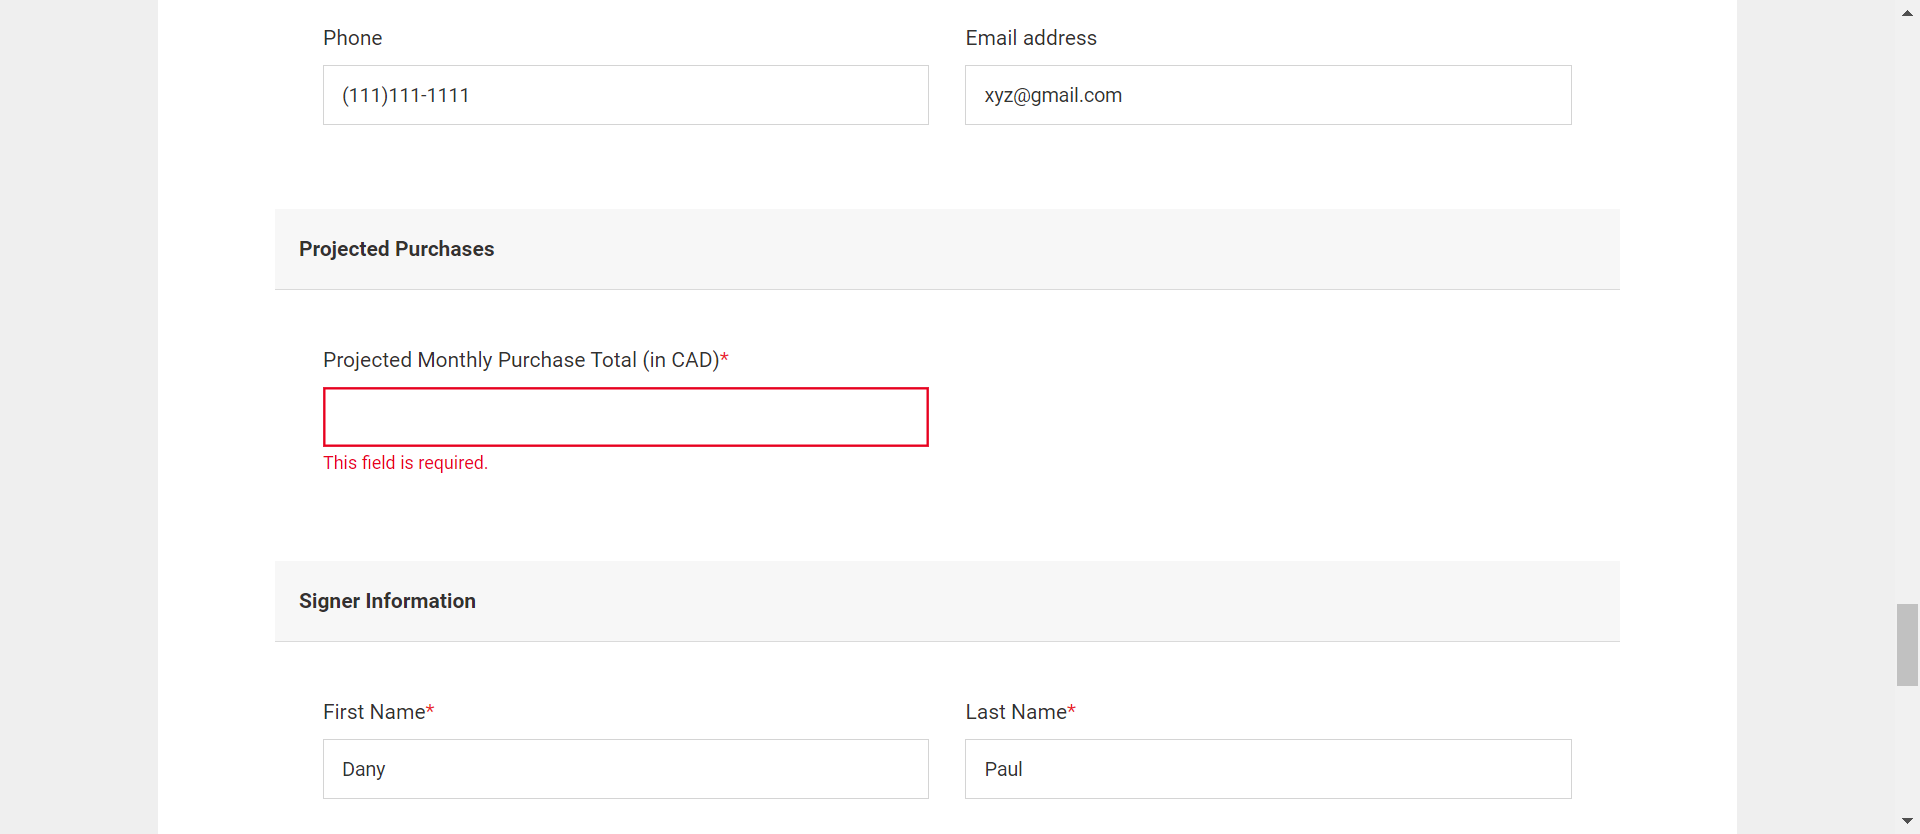 Phone
Email address
(111)111-1111
xyz@gmail.com
Projected Purchases
Projected Monthly Purchase Total (in CAD)*
This field is required.
Signer Information
First Name*
Last Name*
Dany
Paul